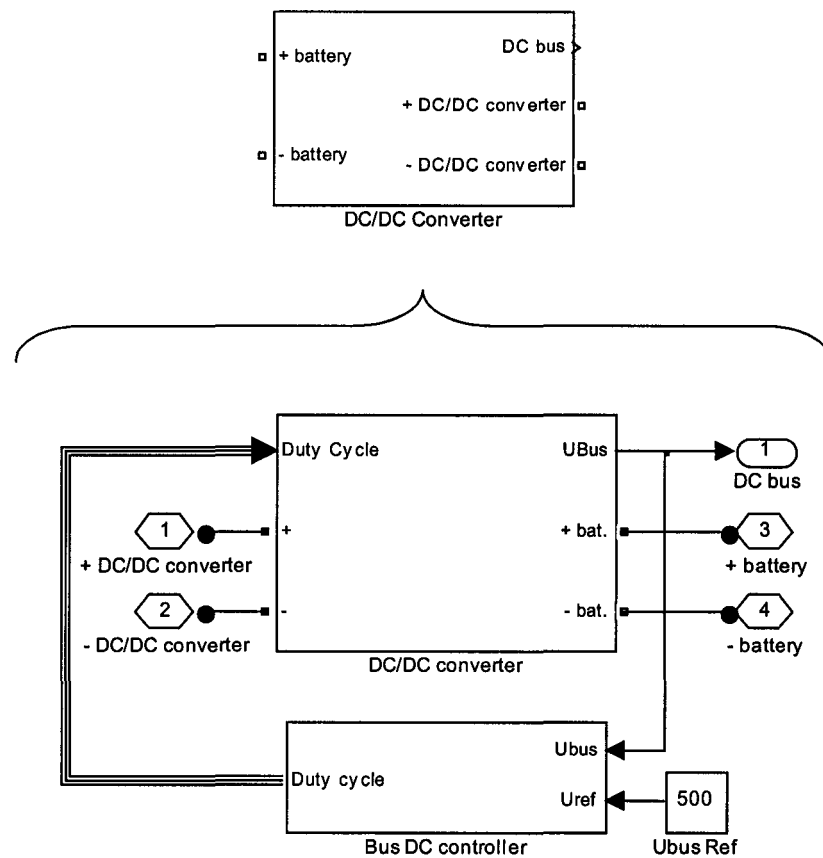 DC bus
+ battery
+ DC/DC converter
- battery
- DC/DC converter
DC/DC Converter
Duty Cycle
UBus
1
DC bus
1
+
+ bat.
3
+ DC/DC converter
+ battery
2
-
- bat.
4
- DC/DC converter
- battery
DC/DC converter
Ubus
Duty cycle
Uref
500
Bus DC controller
Ubus Ref